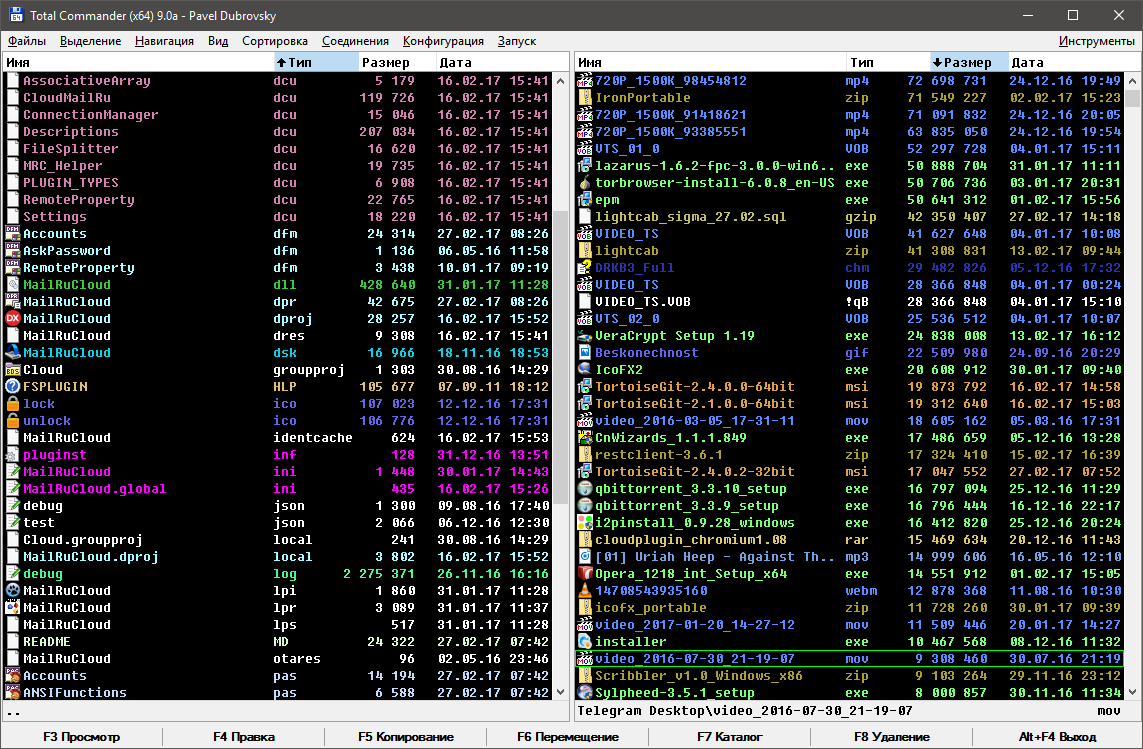 Total Commander (x64) 9.0a - Pavel Dubrovsky
Файлы Выделение Навигация Вид Сортировка Соединения Конфигурация Запуск Инструменты
Имя Тип Размер Дата
AssociativeArray dcu 5 179 16.02.17 15:41
CloudMailRu dcu 119 726 16.02.17 15:41
ConnectionManager dcu 15 046 16.02.17 15:41
Descriptions dcu 207 034 16.02.17 15:41
FileSplitter dcu 16 620 16.02.17 15:41
MRC_Helper dcu 19 735 16.02.17 15:41
PLUGIN_TYPES dcu 6 908 16.02.17 15:41
RemoteProperty dcu 22 765 16.02.17 15:41
Settings dcu 18 220 16.02.17 15:41
Accounts dfm 24 314 27.02.17 08:26
AskPassword dfm 1 136 06.05.16 11:58
RemoteProperty dfm 3 438 10.01.17 09:19
MailRuCloud dll 428 640 31.01.17 11:28
MailRuCloud dpr 42 675 27.02.17 08:26
MailRuCloud dproj 28 257 16.02.17 15:52
MailRuCloud dres 9 308 16.02.17 15:41
MailRuCloud dsk 16 966 18.11.16 18:53
Cloud groupproj 1 303 30.08.16 14:29
FSPLUGIN HLP 105 677 07.09.11 18:12
lock ico 107 023 12.12.16 17:31
unlock ico 106 776 12.12.16 17:31
MailRuCloud identcache 624 16.02.17 15:53
pluginst inf 128 31.12.16 13:51
MailRuCloud ini 1 448 30.01.17 14:43
MailRuCloud.global ini 435 16.02.17 15:26
debug json 1 300 09.08.16 17:40
test json 2 066 06.12.16 12:30
Cloud.groupproj local 241 30.08.16 14:29
MailRuCloud.dproj local 3 802 16.02.17 15:52
debug log 2 275 371 26.11.16 16:16
MailRuCloud lpi 1 860 31.01.17 11:28
MailRuCloud lpr 3 089 31.01.17 11:37
MailRuCloud lps 517 31.01.17 11:28
README MD 24 322 27.02.17 07:42
MailRuCloud otares 96 02.05.16 23:46
Accounts pas 14 194 27.02.17 07:42
ANSIFunctions pas 6 588 27.02.17 07:42
..
Имя Тип Размер Дата
720P_1500K_98454812 mp4 72 698 731 24.12.16 19:49
IronPortable zip 71 549 227 02.02.17 15:23
720P_1500K_91418621 mp4 71 091 832 24.12.16 20:05
720P_1500K_93385551 mp4 63 835 050 24.12.16 19:54
VTS_01_0 VOB 52 297 728 04.01.17 15:11
lazarus-1.6.2-fpc-3.0.0-win6.. exe 50 888 704 31.01.17 11:11
torbrowser-install-6.0.8_en-US exe 50 706 736 03.01.17 20:31
epm exe 50 641 312 01.02.17 15:56
lightcab_sigma_27.02.sql gzip 42 350 407 27.02.17 14:18
VIDEO_TS VOB 41 627 648 04.01.17 10:08
lightcab zip 41 308 831 13.02.17 09:44
DRKB3_Full chm 29 482 826 05.12.16 17:32
VIDEO_TS VOB 28 366 848 04.01.17 00:24
VIDEO_TS.VOB !qB 28 366 848 04.01.17 15:10
VTS_02_0 VOB 25 536 512 04.01.17 10:07
VeraCrypt Setup 1.19 exe 24 838 008 13.02.17 16:12
Beskonechnost gif 22 509 980 24.09.16 20:29
IcoFX2 exe 20 608 912 30.01.17 09:40
TortoiseGit-2.4.0.0-64bit msi 19 873 792 16.02.17 14:58
TortoiseGit-2.1.0.0-64bit msi 19 312 640 16.02.17 15:03
video_2016-03-05_17-31-11 mov 18 605 162 05.03.16 17:31
CnWizards_1.1.1.849 exe 17 486 659 05.12.16 13:28
restclient-3.6.1 zip 17 324 410 15.02.17 16:39
TortoiseGit-2.4.0.2-32bit msi 17 047 552 27.02.17 07:52
qbittorrent_3.3.10_setup exe 16 797 094 25.12.16 11:29
qbittorrent_3.3.9_setup exe 16 796 444 16.12.16 22:17
i2pinstall_0.9.28_windows exe 16 412 820 25.12.16 20:24
cloudplugin_chromium1.08 rar 15 469 634 20.12.16 11:43
[01] Uriah Heep - Against Th.. mp3 14 999 606 16.05.16 12:10
Opera_1218_int_Setup_x64 exe 14 551 912 01.02.17 15:05
14708543935160 webm 12 878 368 11.08.16 10:30
icofx_portable zip 11 728 260 30.01.17 09:39
video_2017-01-20_14-27-12 mov 11 509 446 20.01.17 14:27
installer exe 10 467 568 08.12.16 11:32
video_2016-07-30_21-19-07 mov 9 308 460 30.07.16 21:19
Scribbler_v1.0_Windows_x86 zip 9 103 264 29.11.16 23:12
Sylpheed-3.5.1_setup exe 8 000 857 30.11.16 11:34
Telegram Desktop\video_2016-07-30_21-19-07 mov
F3 Просмотр F4 Правка F5 Копирование F6 Перемещение F7 Каталог F8 Удаление Alt+F4 Выход